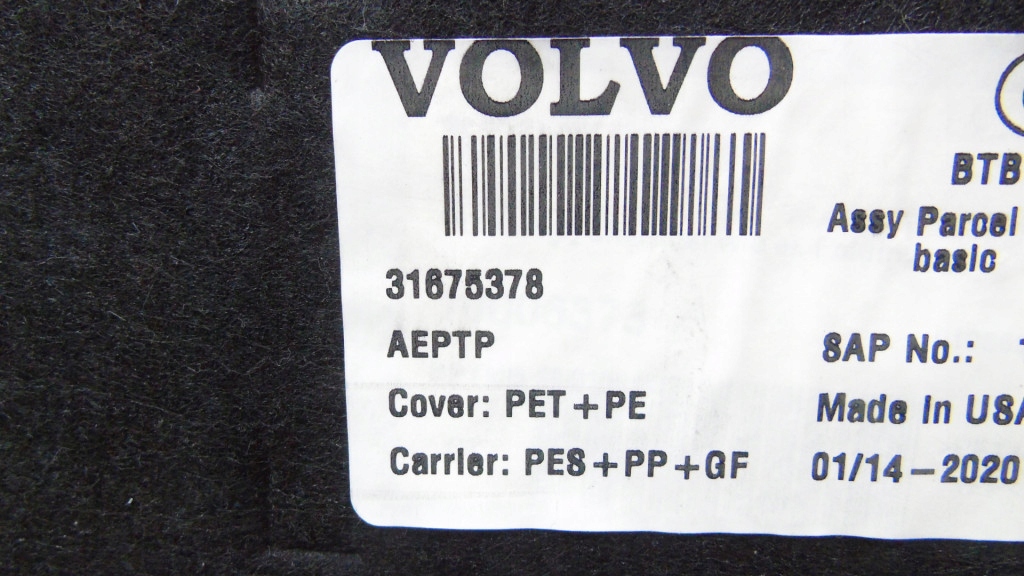 VOLVO
BTB
Assy Parcel
basic
31675378
AEPTP
SAP No.:
Cover: PET+PE
Made in USA
Carrier: PES+PP+GF
01/14-2020